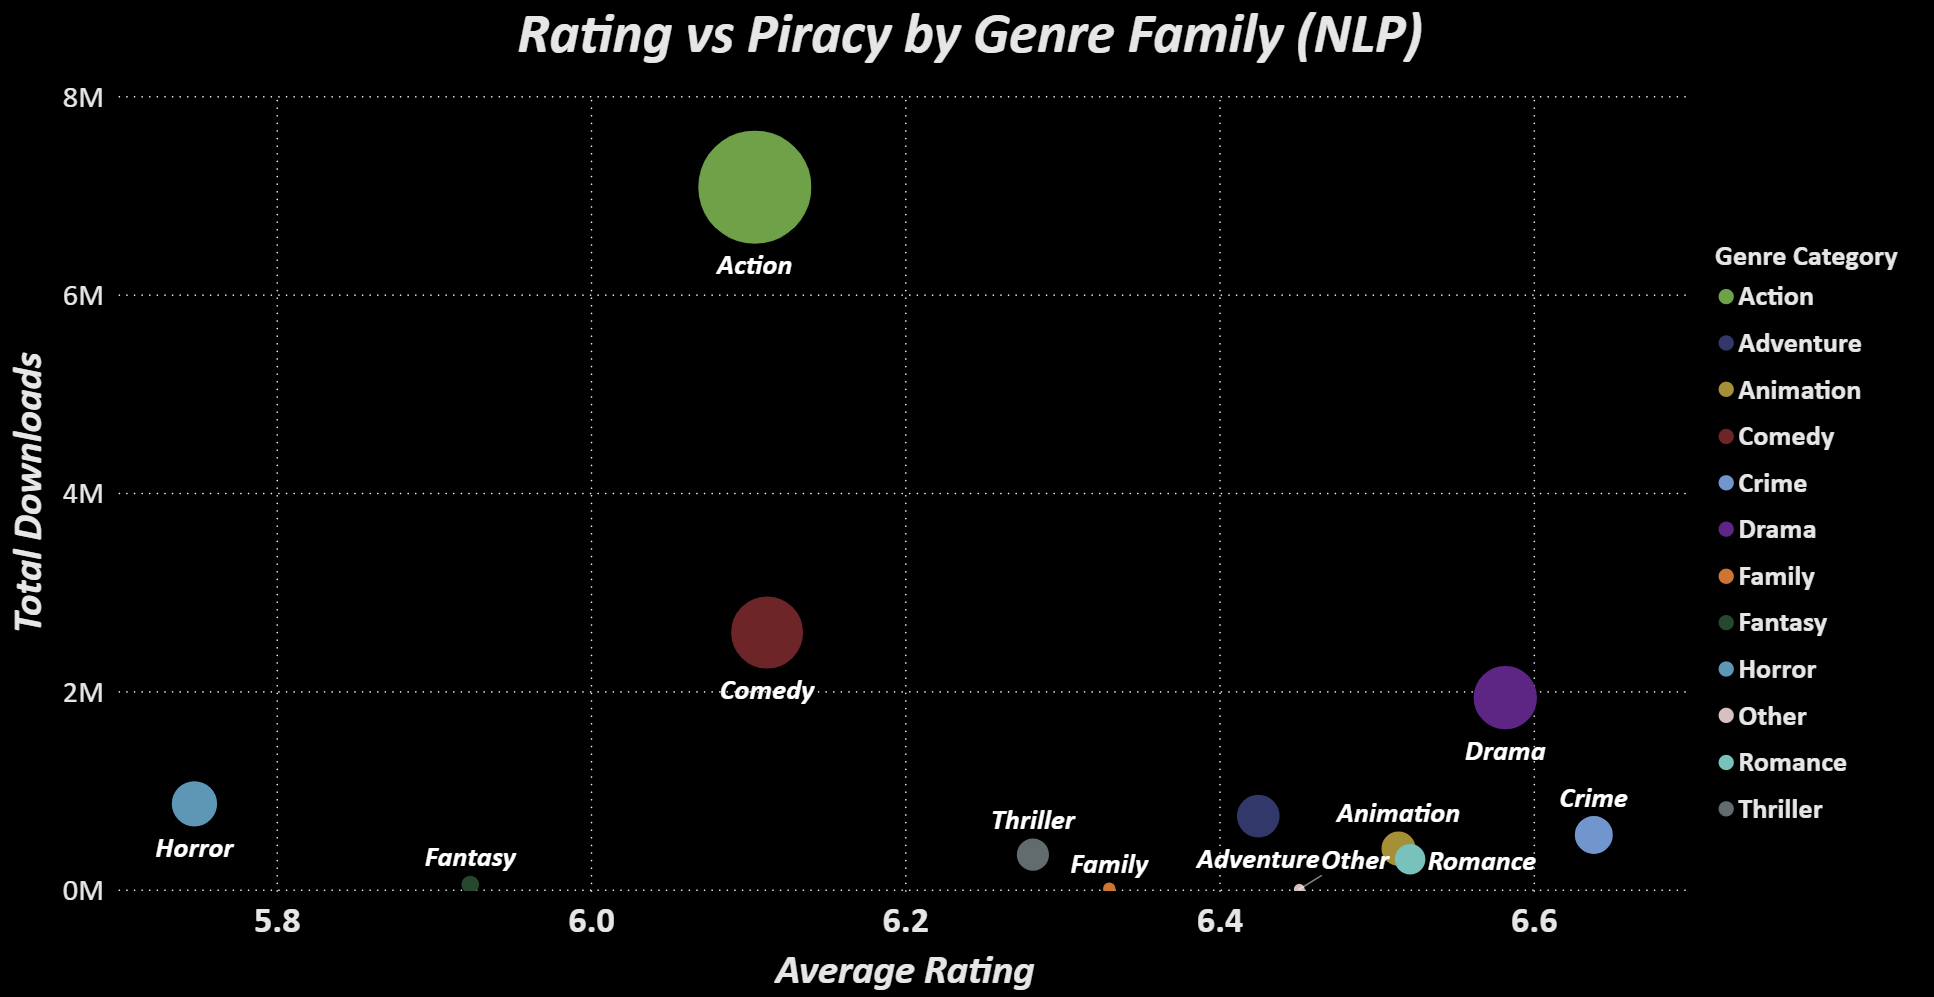 Rating vs Piracy by Genre Family (NLP)
8M
6M
4M
2M
0M
Total Downloads
Action
Comedy
Drama
Horror
Fantasy
Thriller
Family
Adventure
Other
Animation
Romance
Crime
5.8
6.0
6.2
6.4
6.6
Average Rating
Genre Category
Action
Adventure
Animation
Comedy
Crime
Drama
Family
Fantasy
Horror
Other
Romance
Thriller